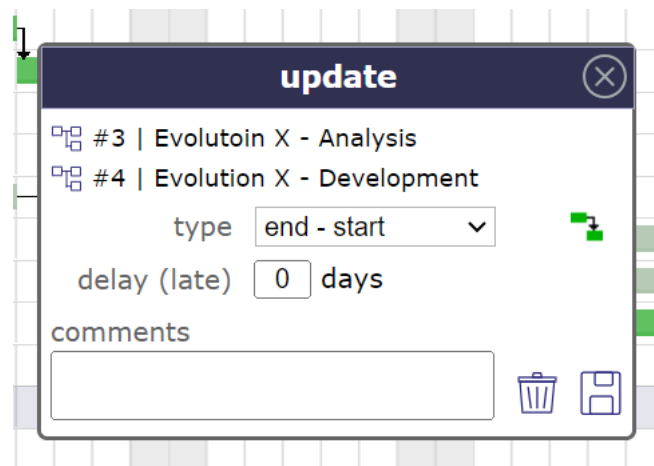 update
#3 | Evolutoin X - Analysis
#4 | Evolution X - Development
type end - start
delay (late) 0 days
comments